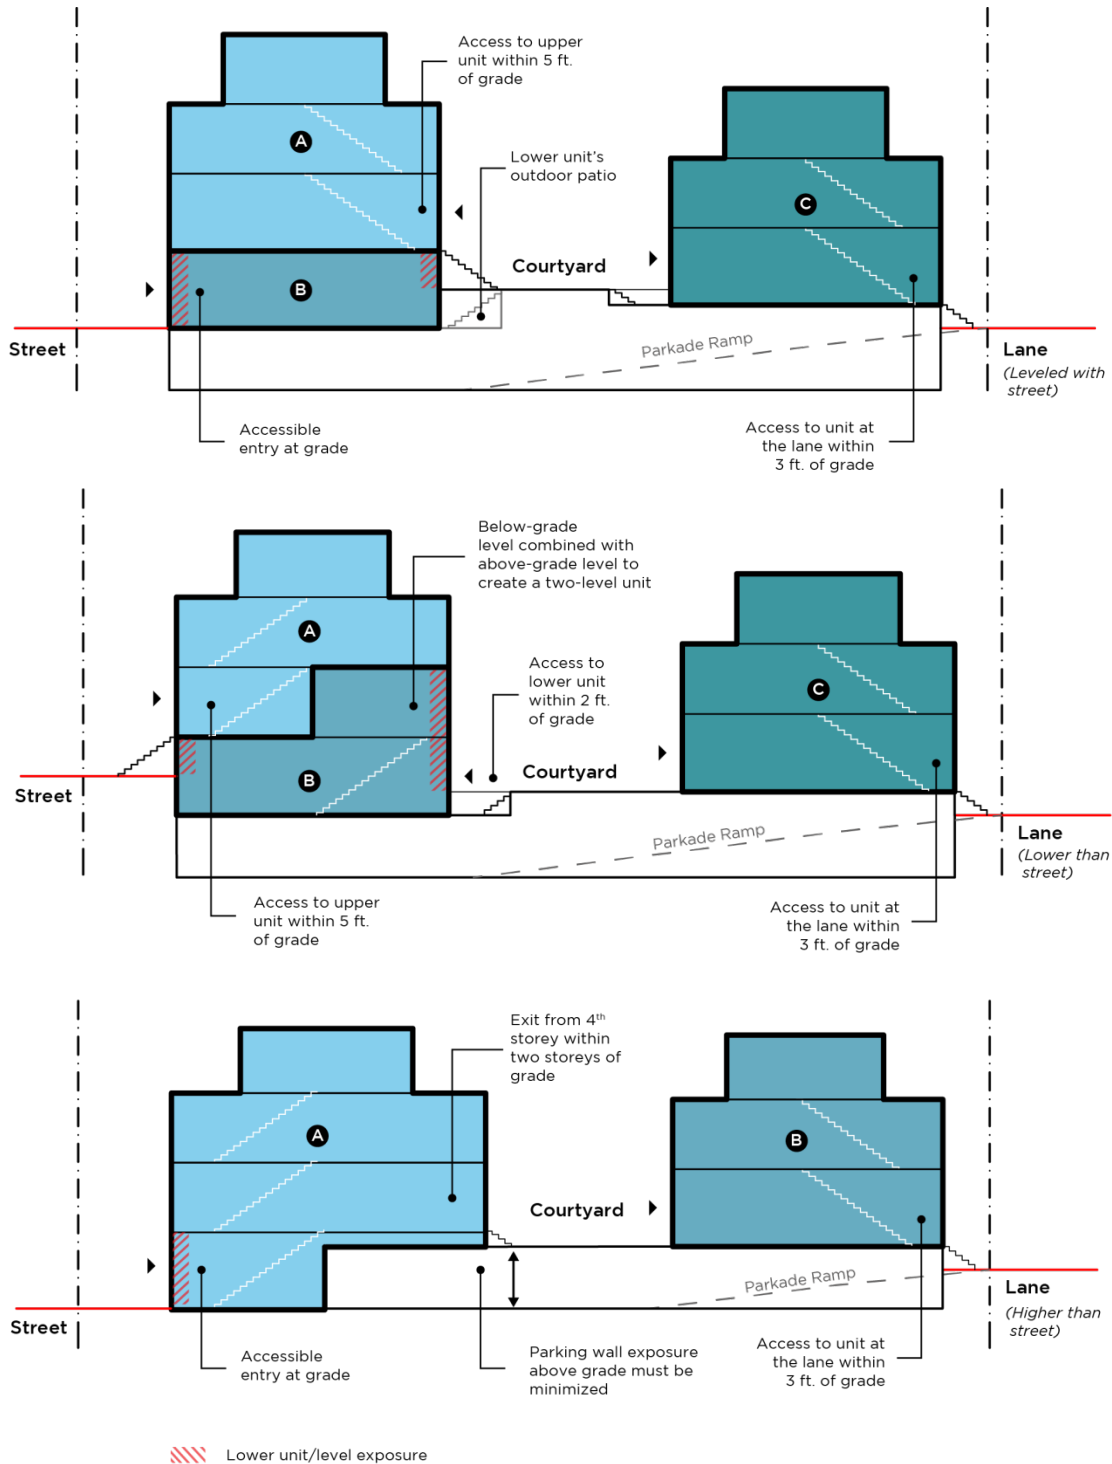 Access to upper
unit within 5 ft.
of grade
A
Lower unit's
outdoor patio
C
Courtyard
B
Street
Parkade Ramp
Lane
(Leveled with
street)
Accessible
entry at grade
Access to unit at
the lane within
3 ft. of grade
Below-grade
level combined with
above-grade level to
create a two-level unit
A
Access to
lower unit
within 2 ft.
of grade
C
B
Courtyard
Street
Parkade Ramp
Lane
(Lower than
street)
Access to upper
unit within 5 ft.
of grade
Access to unit at
the lane within
3 ft. of grade
Exit from 4th
storey within
two storeys of
grade
A
B
Courtyard
Parkade Ramp
Lane
(Higher than
street)
Street
Accessible
entry at grade
Parking wall exposure
above grade must be
minimized
Access to unit at
the lane within
3 ft. of grade
Lower unit/level exposure